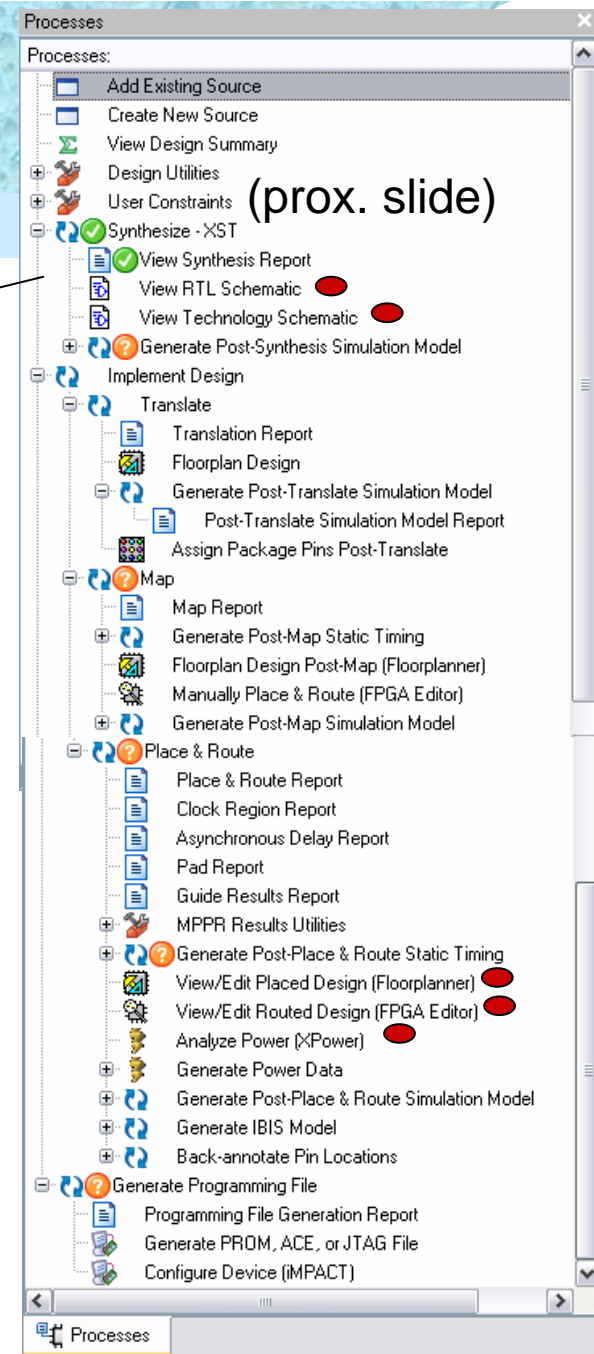 Processes
Processes:
Add Existing Source
Create New Source
View Design Summary
Design Utilities
User Constraints (prox. slide)
Synthesize - XST
View Synthesis Report
View RTL Schematic
View Technology Schematic
Generate Post-Synthesis Simulation Model
Implement Design
Translate
Translation Report
Floorplan Design
Generate Post-Translate Simulation Model
Post-Translate Simulation Model Report
Assign Package Pins Post-Translate
Map
Map Report
Generate Post-Map Static Timing
Floorplan Design Post-Map (Floorplanner)
Manually Place & Route (FPGA Editor)
Generate Post-Map Simulation Model
Place & Route
Place & Route Report
Clock Region Report
Asynchronous Delay Report
Pad Report
Guide Results Report
MPPR Results Utilities
Generate Post-Place & Route Static Timing
View/Edit Placed Design (Floorplanner)
View/Edit Routed Design (FPGA Editor)
Analyze Power (XPower)
Generate Power Data
Generate Post-Place & Route Simulation Model
Generate IBIS Model
Back-annotate Pin Locations
Generate Programming File
Programming File Generation Report
Generate PROM, ACE, or JTAG File
Configure Device (iMPACT)
Processes